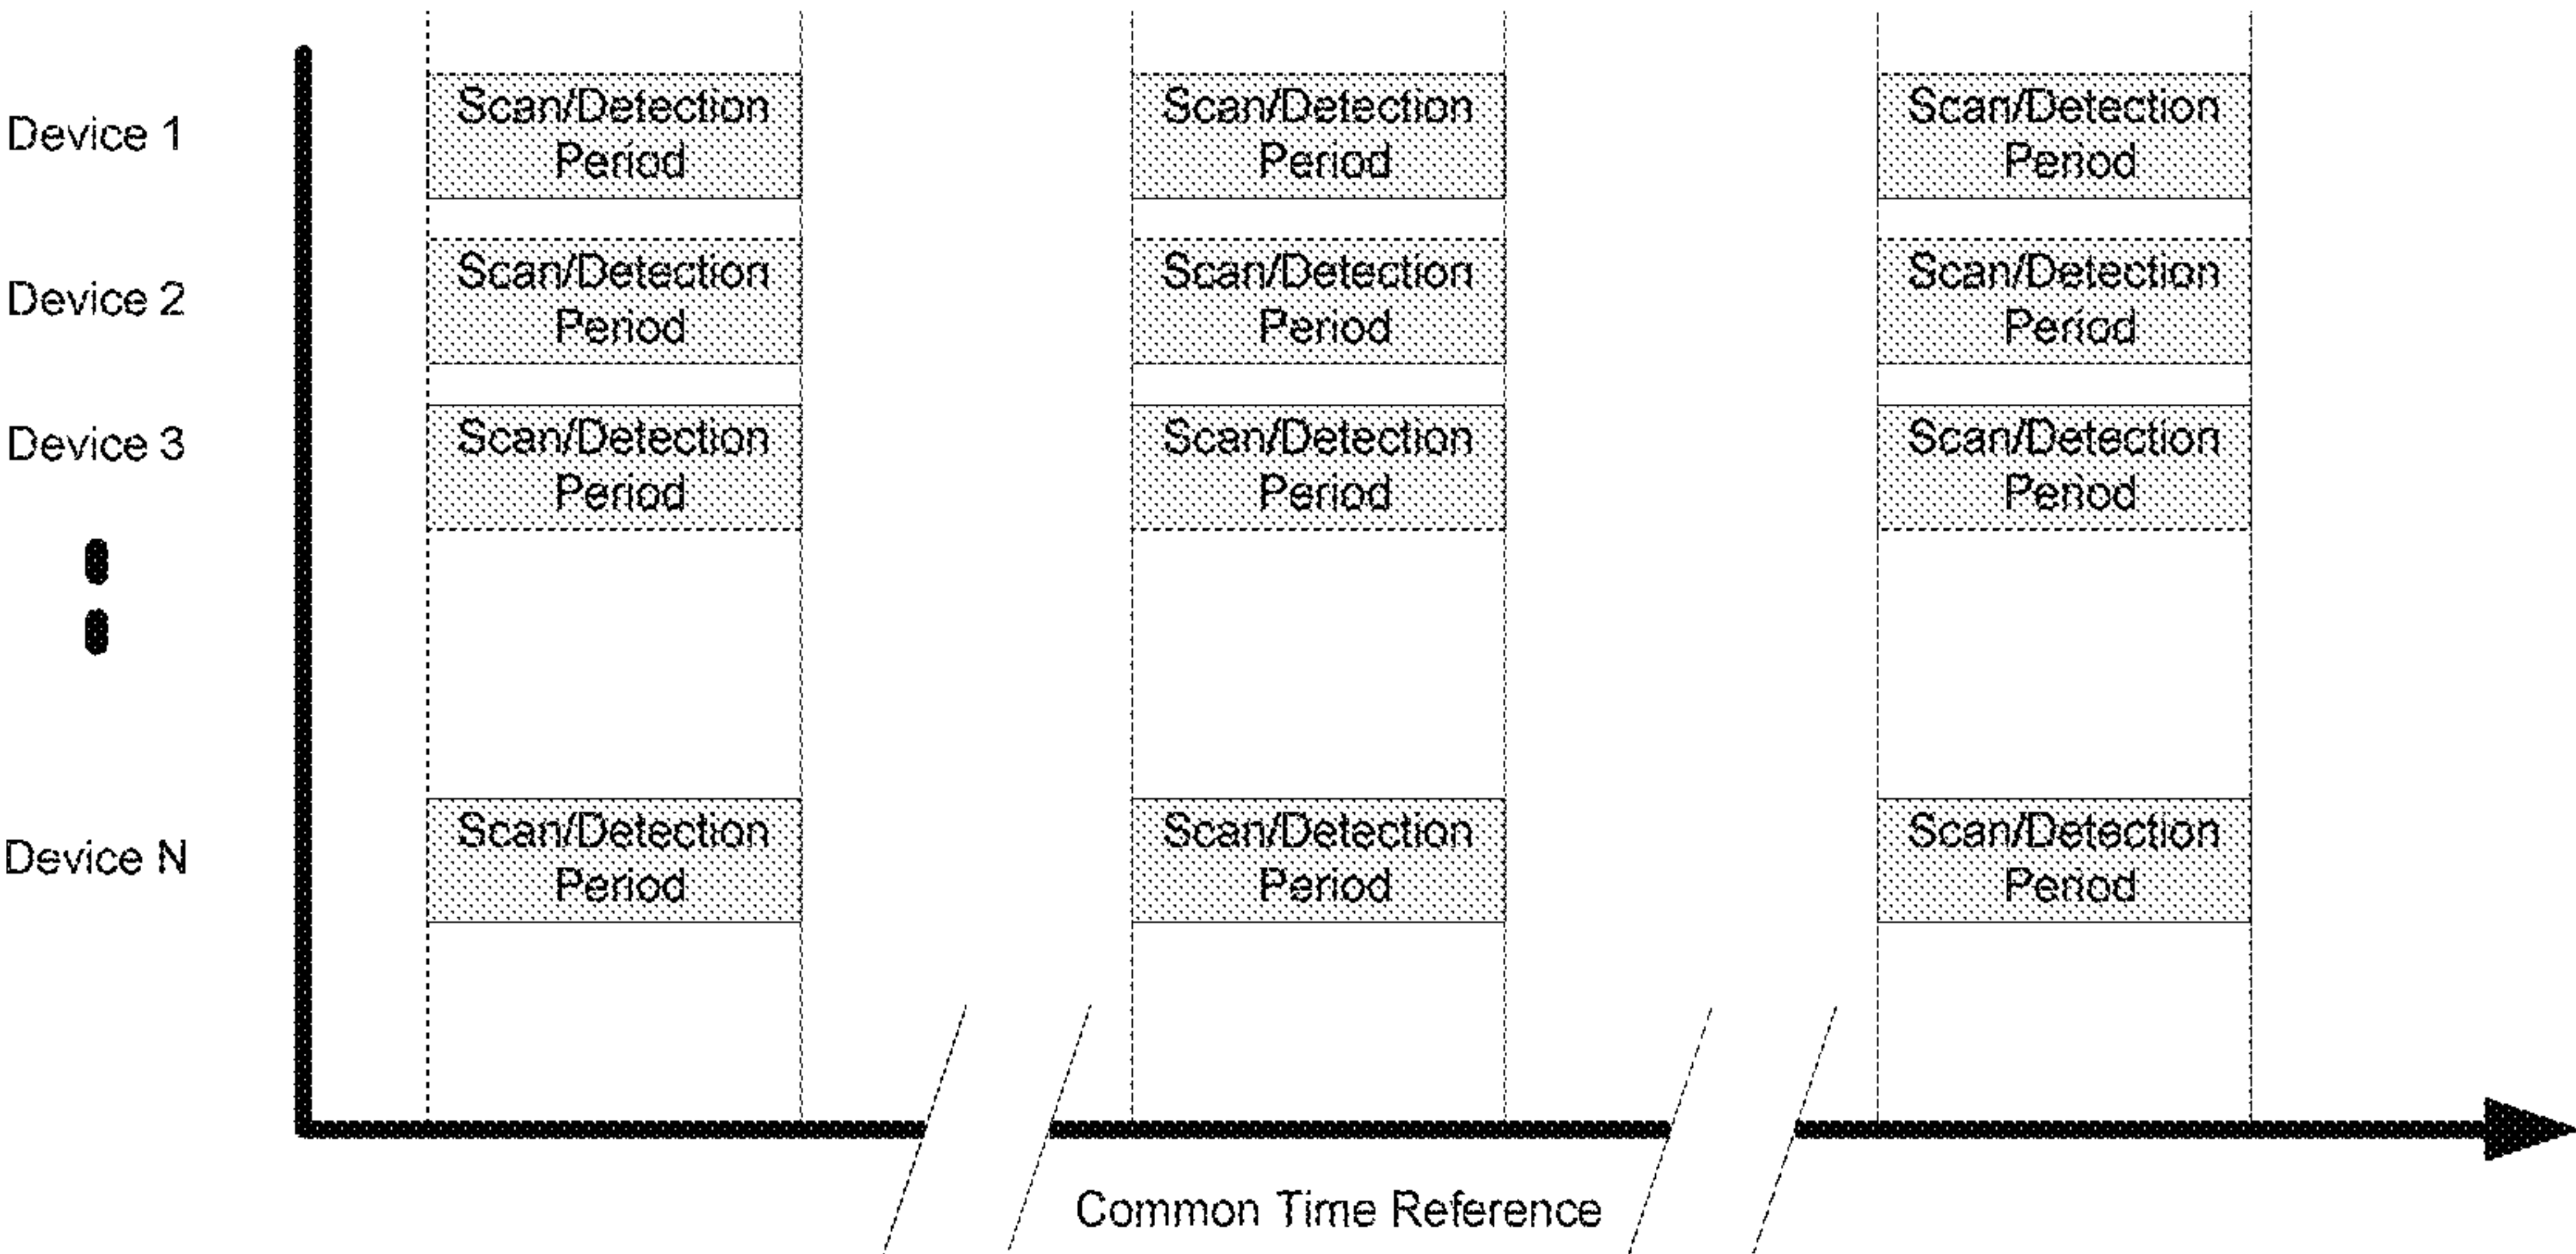 Device 1
Scan/Detection
Period
Scan/Detection
Period
Scan/Detection
Period
Device 2
Scan/Detection
Period
Scan/Detection
Period
Scan/Detection
Period
Device 3
Scan/Detection
Period
Scan/Detection
Period
Scan/Detection
Period
Device N
Scan/Detection
Period
Scan/Detection
Period
Scan/Detection
Period
Common Time Reference